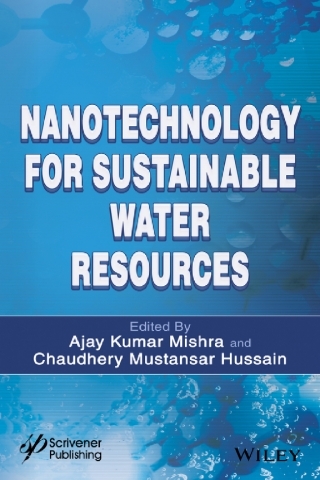 NANOTECHNOLOGY
FOR SUSTAINABLE
WATER
RESOURCES
Edited By
Ajay Kumar Mishra and
Chaudhery Mustansar Hussain
Scrivener
Publishing
WILEY